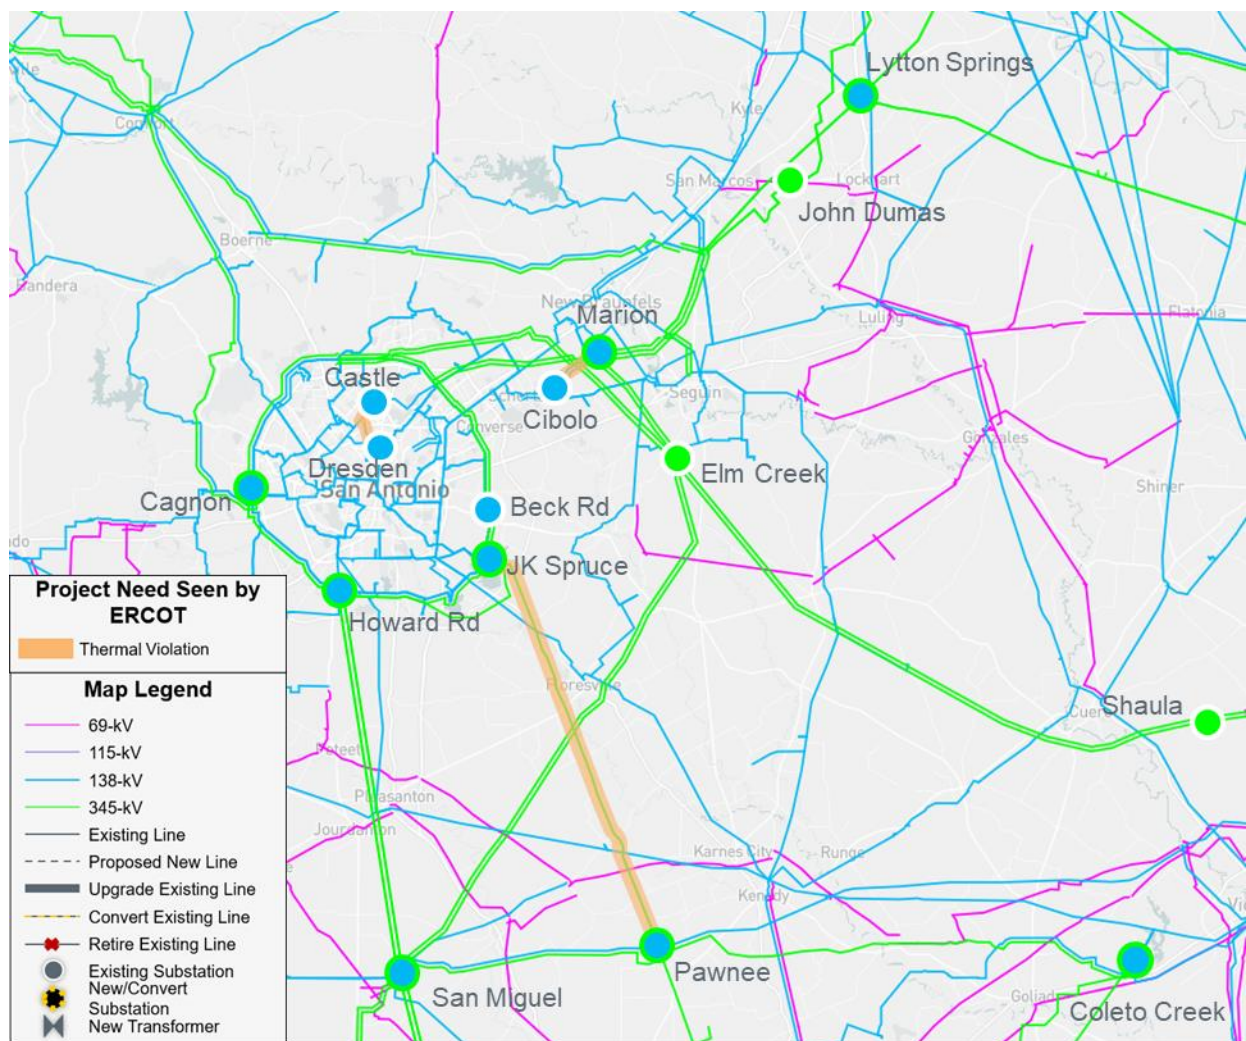 Lytton Springs
Kyle
Comfort
San Marcos
Lockhart
John Dumas
Boerne
Bandera
New Braunfels
Marion
Luling
Flatonia
Castle
Cibolo
Seguin
Converse
Dresden
San Antonio
Gonzales
Elm Creek
Shiner
Cagnon
Beck Rd
JK Spruce
Howard Rd
Floresville
Shaula
Cuero
Poteet
Pleasanton
Jourdanton
Karnes City
Runge
Kenedy
Pawnee
San Miguel
Goliad
Coleto Creek
Project Need Seen by
ERCOT
Thermal Violation
Map Legend
69-kV
115-kV
138-kV
345-kV
Existing Line
Proposed New Line
Upgrade Existing Line
Convert Existing Line
Retire Existing Line
Existing Substation
New/Convert
Substation
New Transformer